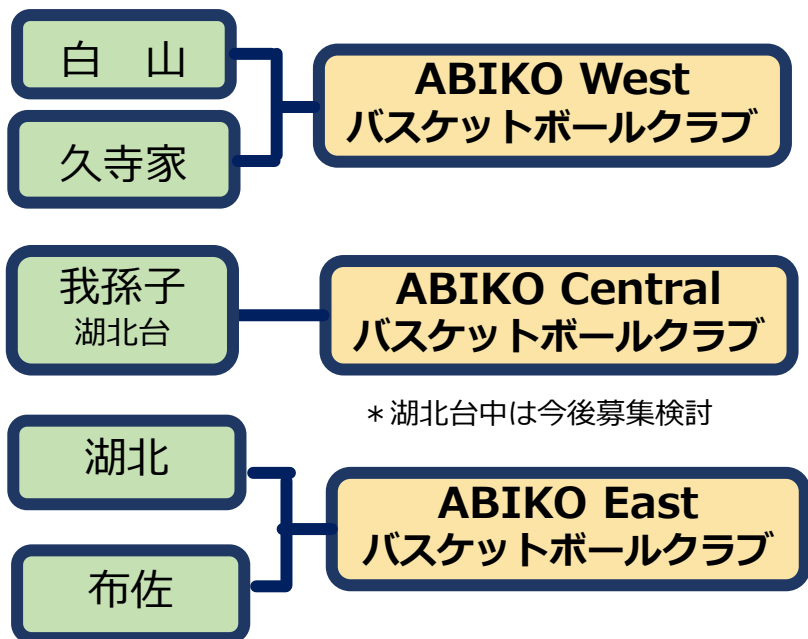 白　山
久寺家
ABIKO West
バスケットボールクラブ
我孫子
湖北台
ABIKO Central
バスケットボールクラブ
＊湖北台中は今後募集検討
湖北
布佐
ABIKO East
バスケットボールクラブ